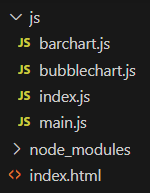 js
JS barchart.js
JS bubblechart.js
JS index.js
JS main.js
node_modules
<> index.html